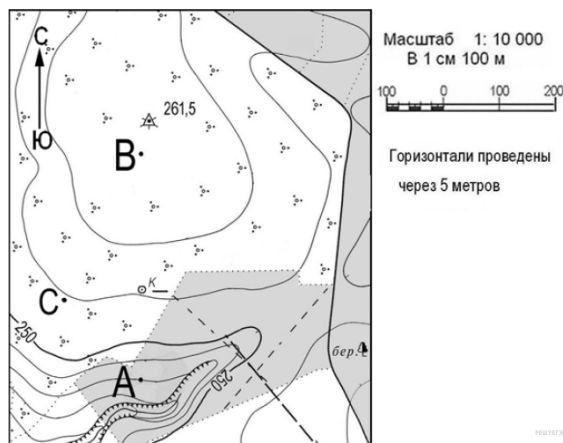 С
Ю
261,5
В
К
С
250
А
250
бер.
Масштаб 1: 10 000
В 1 см 100 м
100 0 100 200
Горизонтали проведены
через 5 метров